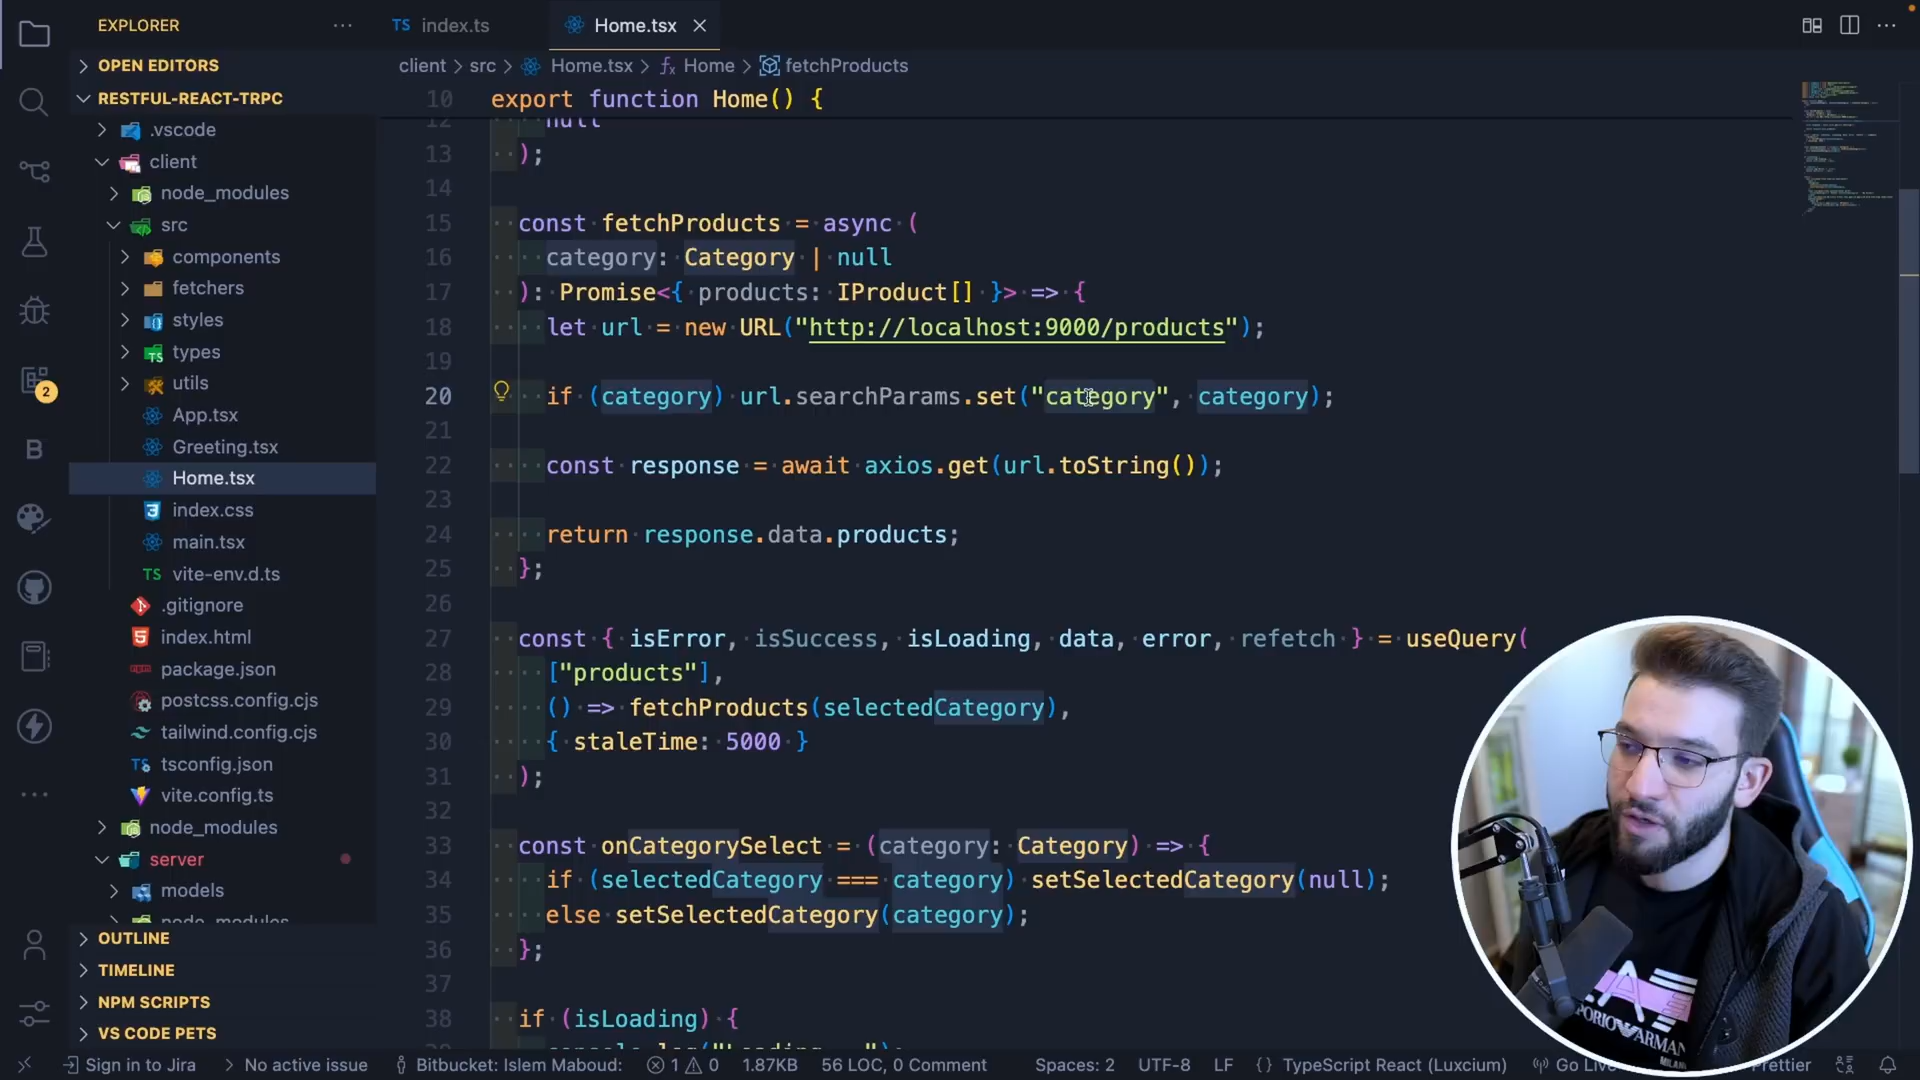 EXPLORER
TS index.ts
Home.tsx
OPEN EDITORS
client > src > Home.tsx > Home > fetchProducts
RESTFUL-REACT-TRPC
.vscode
client
node_modules
src
components
fetchers
styles
types
utils
App.tsx
Greeting.tsx
Home.tsx
index.css
main.tsx
TS vite-env.d.ts
.gitignore
index.html
package.json
postcss.config.cjs
tailwind.config.cjs
tsconfig.json
vite.config.ts
node_modules
server
models
node_modules
OUTLINE
TIMELINE
NPM SCRIPTS
VS CODE PETS
2
10 export function Home() {
12 null
13 );
14
15 const fetchProducts = async (
16 category: Category | null
17 ): Promise<{ products: IProduct[] }> => {
18 let url = new URL("http://localhost:9000/products");
19
20 if (category) url.searchParams.set("category", category);
21
22 const response = await axios.get(url.toString());
23
24 return response.data.products;
25 };
26
27 const { isError, isSuccess, isLoading, data, error, refetch } = useQuery(
28 ["products"],
29 () => fetchProducts(selectedCategory),
30 { staleTime: 5000 }
31 );
32
33 const onCategorySelect = (category: Category) => {
34 if (selectedCategory === category) setSelectedCategory(null);
35 else setSelectedCategory(category);
36 };
37
38 if (isLoading) {
Sign in to Jira
No active issue
Bitbucket: Islem Maboud:
1 0
1.87KB
56 LOC, 0 Comment
Spaces: 2
UTF-8
LF
{} TypeScript React (Luxcium)
Go Live
Prettier